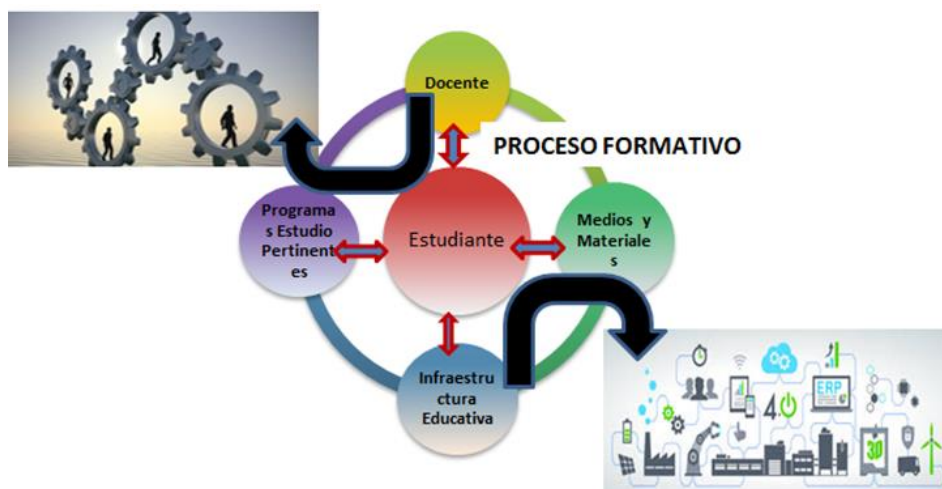 Docente
PROCESO FORMATIVO
Programa
s Estudio
Pertinent
es
Estudiante
Medios y
Materiale
s
Infraestru
ctura
Educativa
ERP
4.0
3D